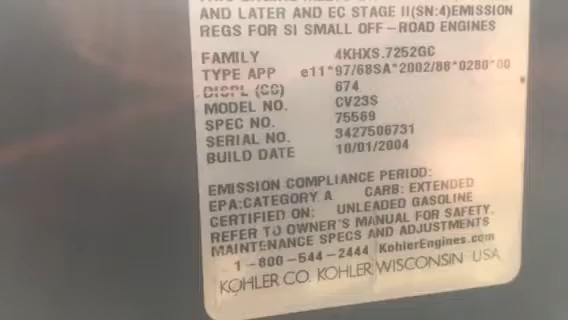 AND LATER AND EC STAGE II(SN:4)EMISSION
REGS FOR SI SMALL OFF-ROAD ENGINES
FAMILY 4KHXS.7252GC
TYPE APP e11*97/68SA*2002/88*0280*00
DISPL (CC) 674
MODEL NO. CV23S
SPEC NO. 75569
SERIAL NO. 3427506731
BUILD DATE 10/01/2004
EMISSION COMPLIANCE PERIOD:
EPA:CATEGORY A CARB: EXTENDED
CERTIFIED ON: UNLEADED GASOLINE
REFER TO OWNER'S MANUAL FOR SAFETY,
MAINTENANCE SPECS AND ADJUSTMENTS
1-800-544-2444 KohlerEngines.com
KOHLER CO. KOHLER WISCONSIN USA